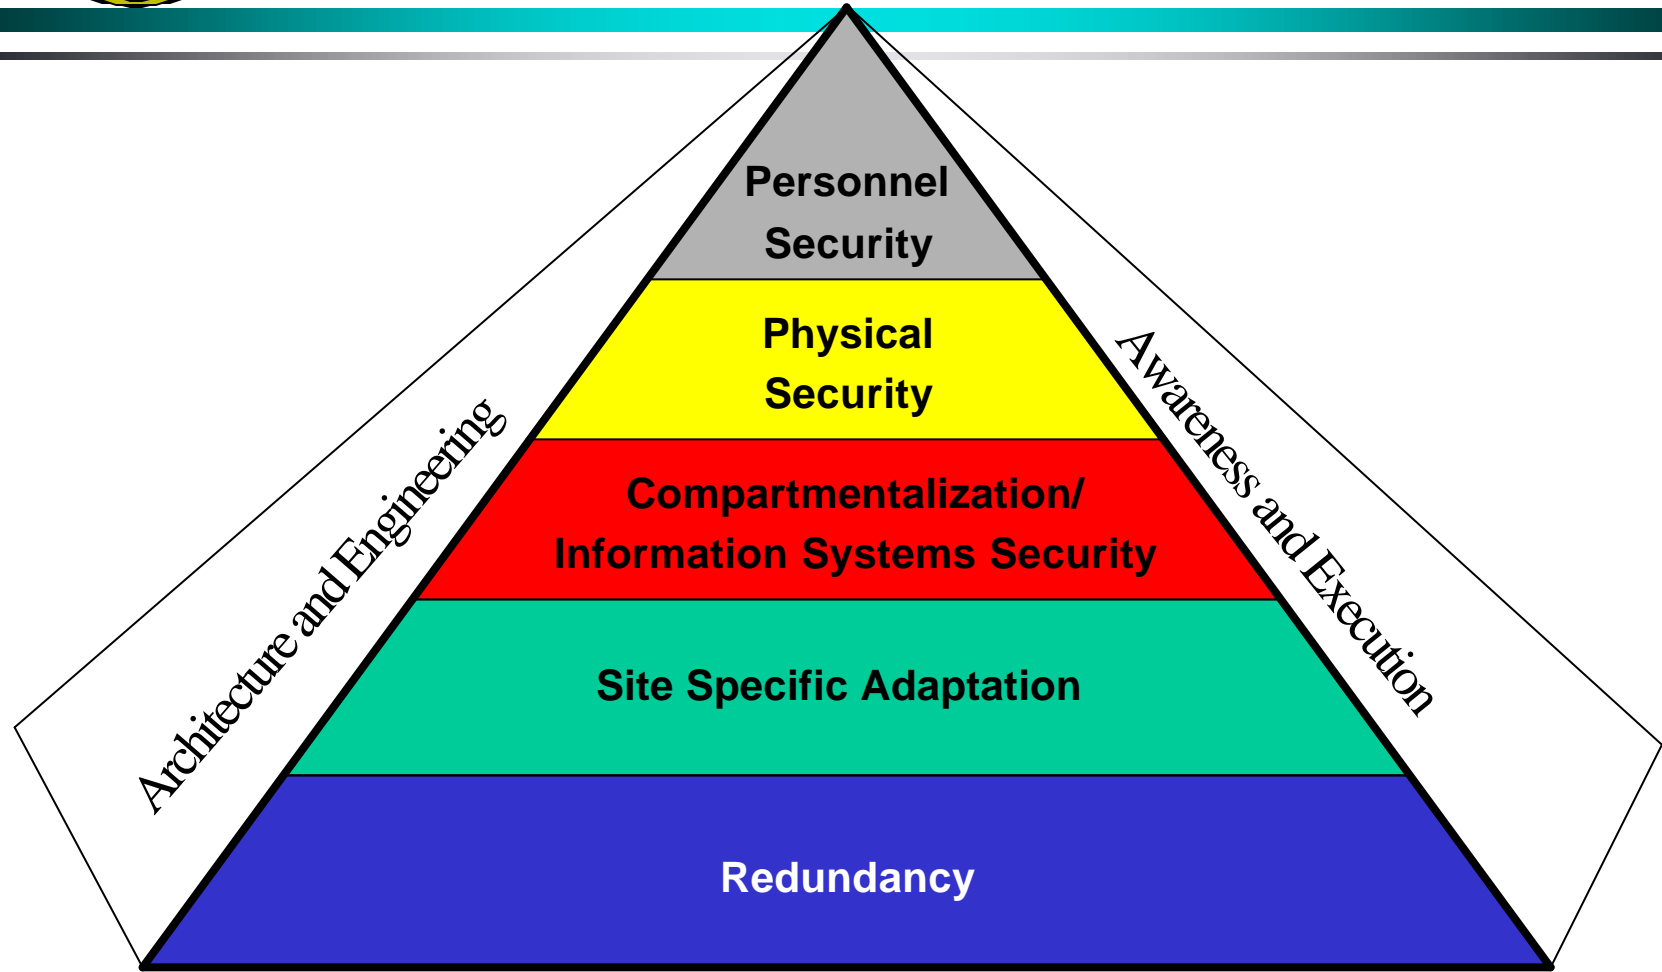 Personnel
Security
Physical
Security
Compartmentalization/
Information Systems Security
Site Specific Adaptation
Redundancy
Architecture and Engineering
Awareness and Execution